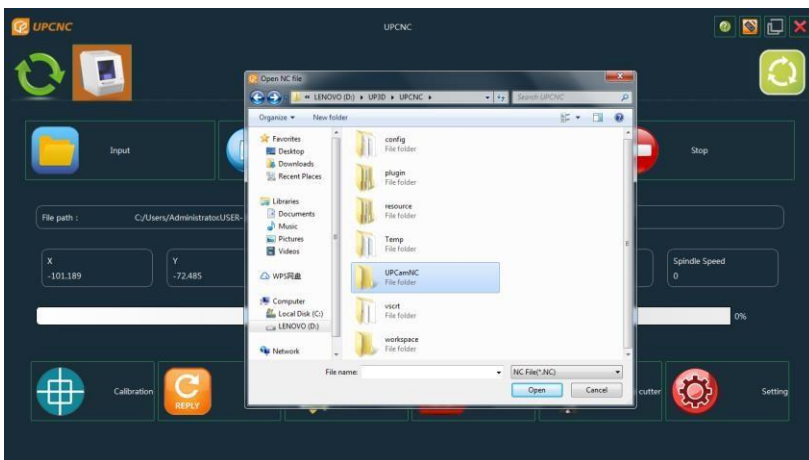 UPCNC
UPCNC
Open NC file
LENOVO (D:) ▸ UP3D ▸ UPCNC ▸
Search UPCNC
Organize
New folder
Favorites
Desktop
Downloads
Recent Places
Libraries
Documents
Music
Pictures
Videos
WPS网盘
Computer
Local Disk (C:)
LENOVO (D:)
Network
config
File folder
plugin
File folder
resource
File folder
Temp
File folder
UPCamNC
File folder
vscrt
File folder
workspace
File folder
File name:
NC File(*.NC)
Open
Cancel
Input
Stop
File path :
C:/Users/Administrator.USER-
X
-101.189
Y
-72.485
Spindle Speed
0
0%
Calibration
REPLY
cutter
Setting